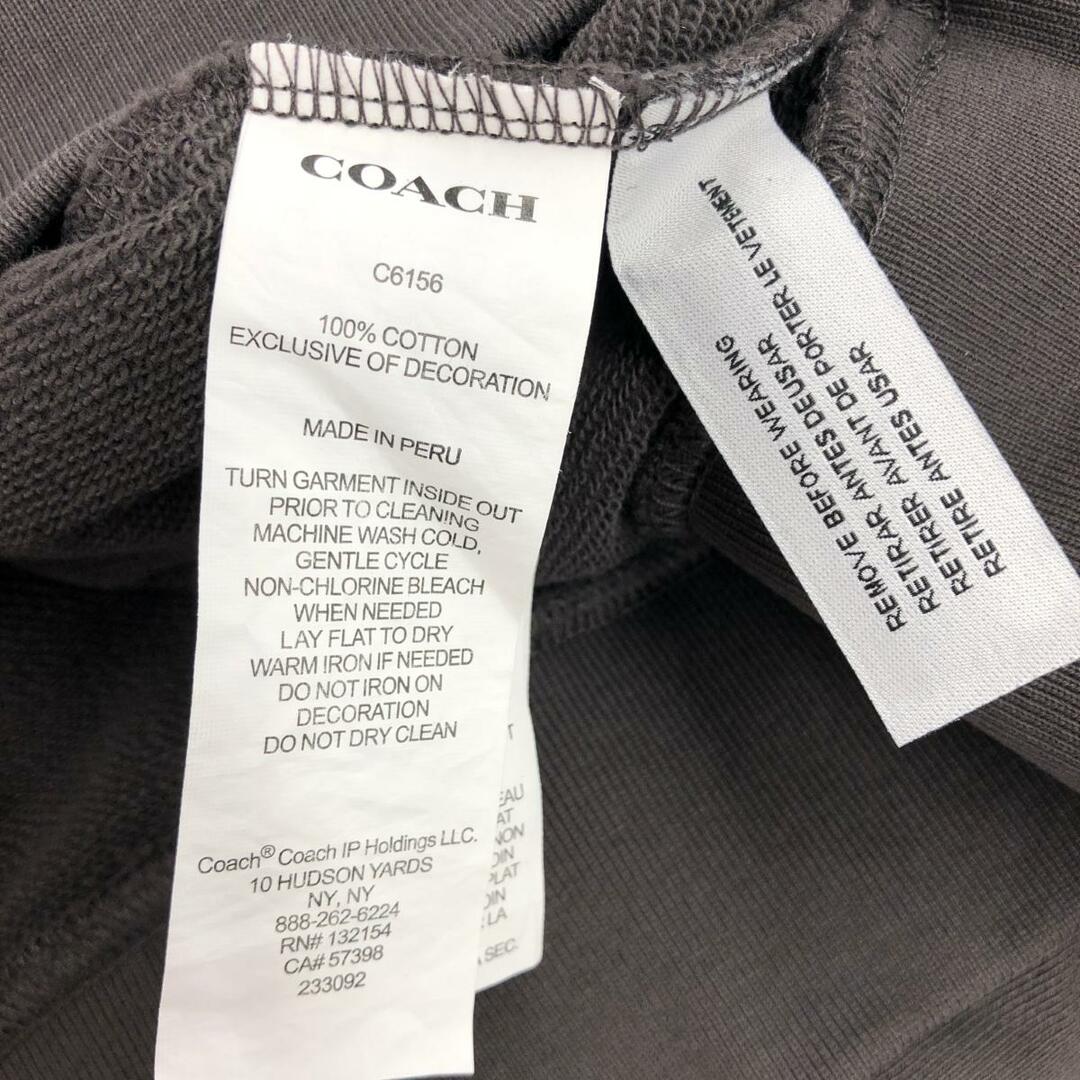 COACH
C6156
100% COTTON
EXCLUSIVE OF DECORATION
MADE IN PERU
TURN GARMENT INSIDE OUT
PRIOR TO CLEANING
MACHINE WASH COLD,
GENTLE CYCLE
NON-CHLORINE BLEACH
WHEN NEEDED
LAY FLAT TO DRY
WARM IRON IF NEEDED
DO NOT IRON ON
DECORATION
DO NOT DRY CLEAN
Coach® Coach IP Holdings LLC.
10 HUDSON YARDS
NY, NY
888-262-6224
RN# 132154
CA# 57398
233092
REMOVE BEFORE WEARING
RETIRAR ANTES DE USAR
RETIRER AVANT DE PORTER LE VETEMENT
RETIRE ANTES USAR
LA
SEC.